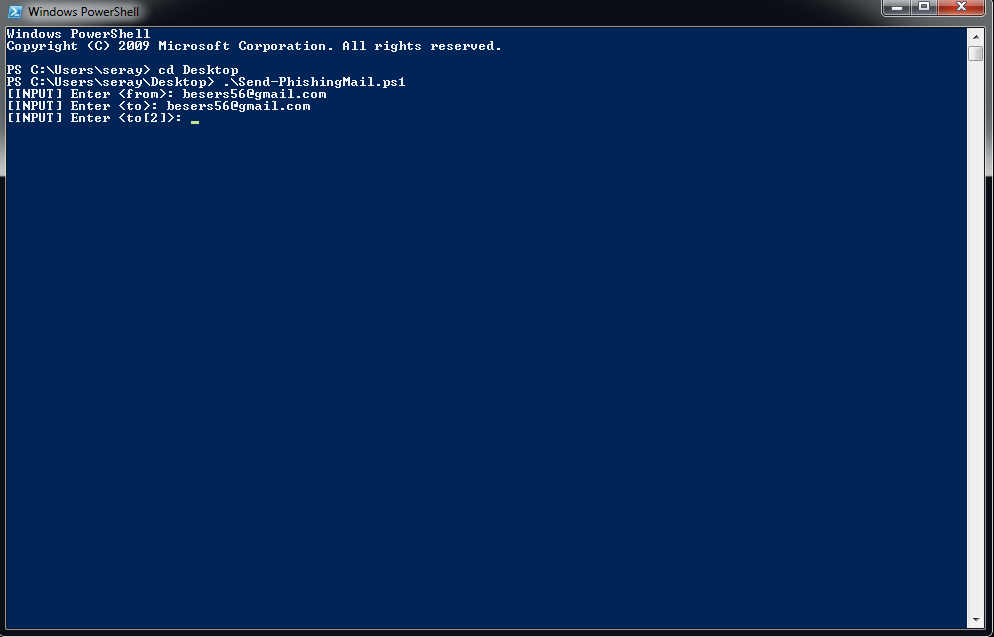 Windows PowerShell
Windows PowerShell
Copyright (C) 2009 Microsoft Corporation. All rights reserved.
PS C:\Users\seray> cd Desktop
PS C:\Users\seray\Desktop> .\Send-PhishingMail.ps1
[INPUT] Enter <from>: besers56@gmail.com
[INPUT] Enter <to>: besers56@gmail.com
[INPUT] Enter <to[2]>: _